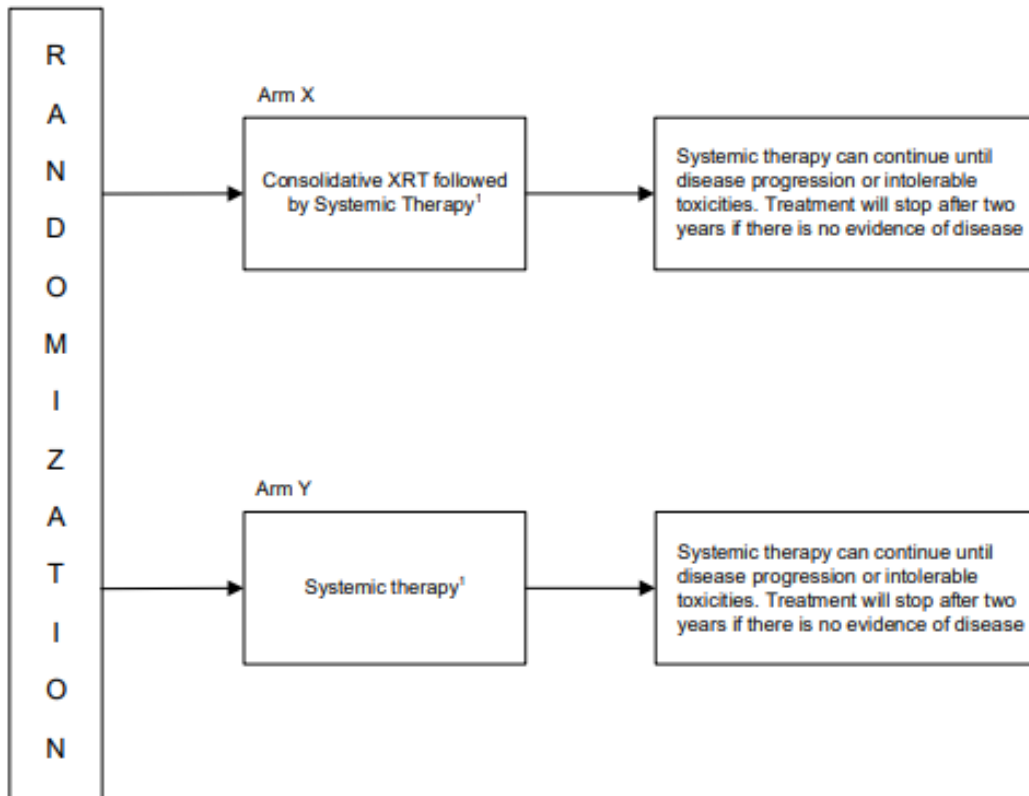 R
A
N
D
O
M
I
Z
A
T
I
O
N
Arm X
Consolidative XRT followed
by Systemic Therapy¹
Systemic therapy can continue until
disease progression or intolerable
toxicities. Treatment will stop after two
years if there is no evidence of disease
Arm Y
Systemic therapy¹
Systemic therapy can continue until
disease progression or intolerable
toxicities. Treatment will stop after two
years if there is no evidence of disease